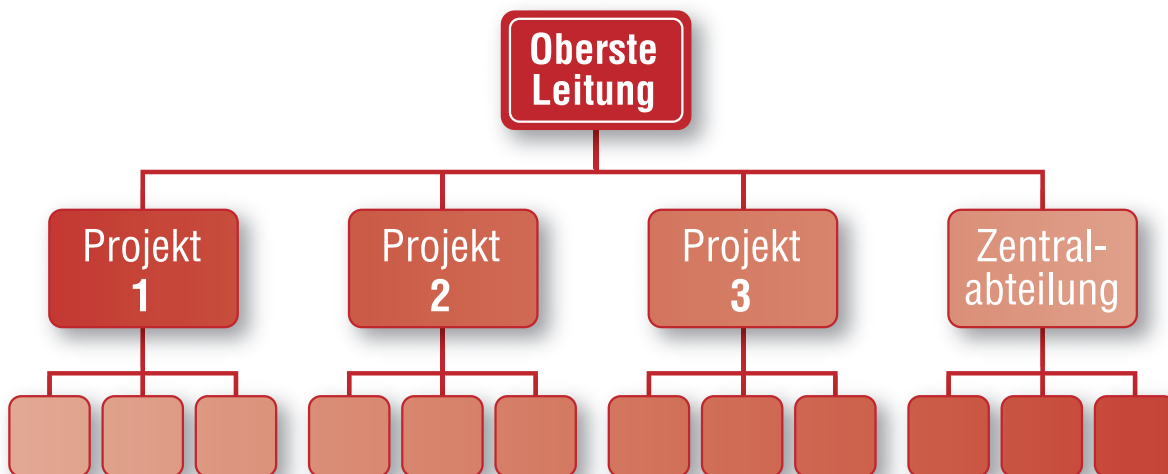 Oberste
Leitung
Projekt
1
Projekt
2
Projekt
3
Zentral-
abteilung